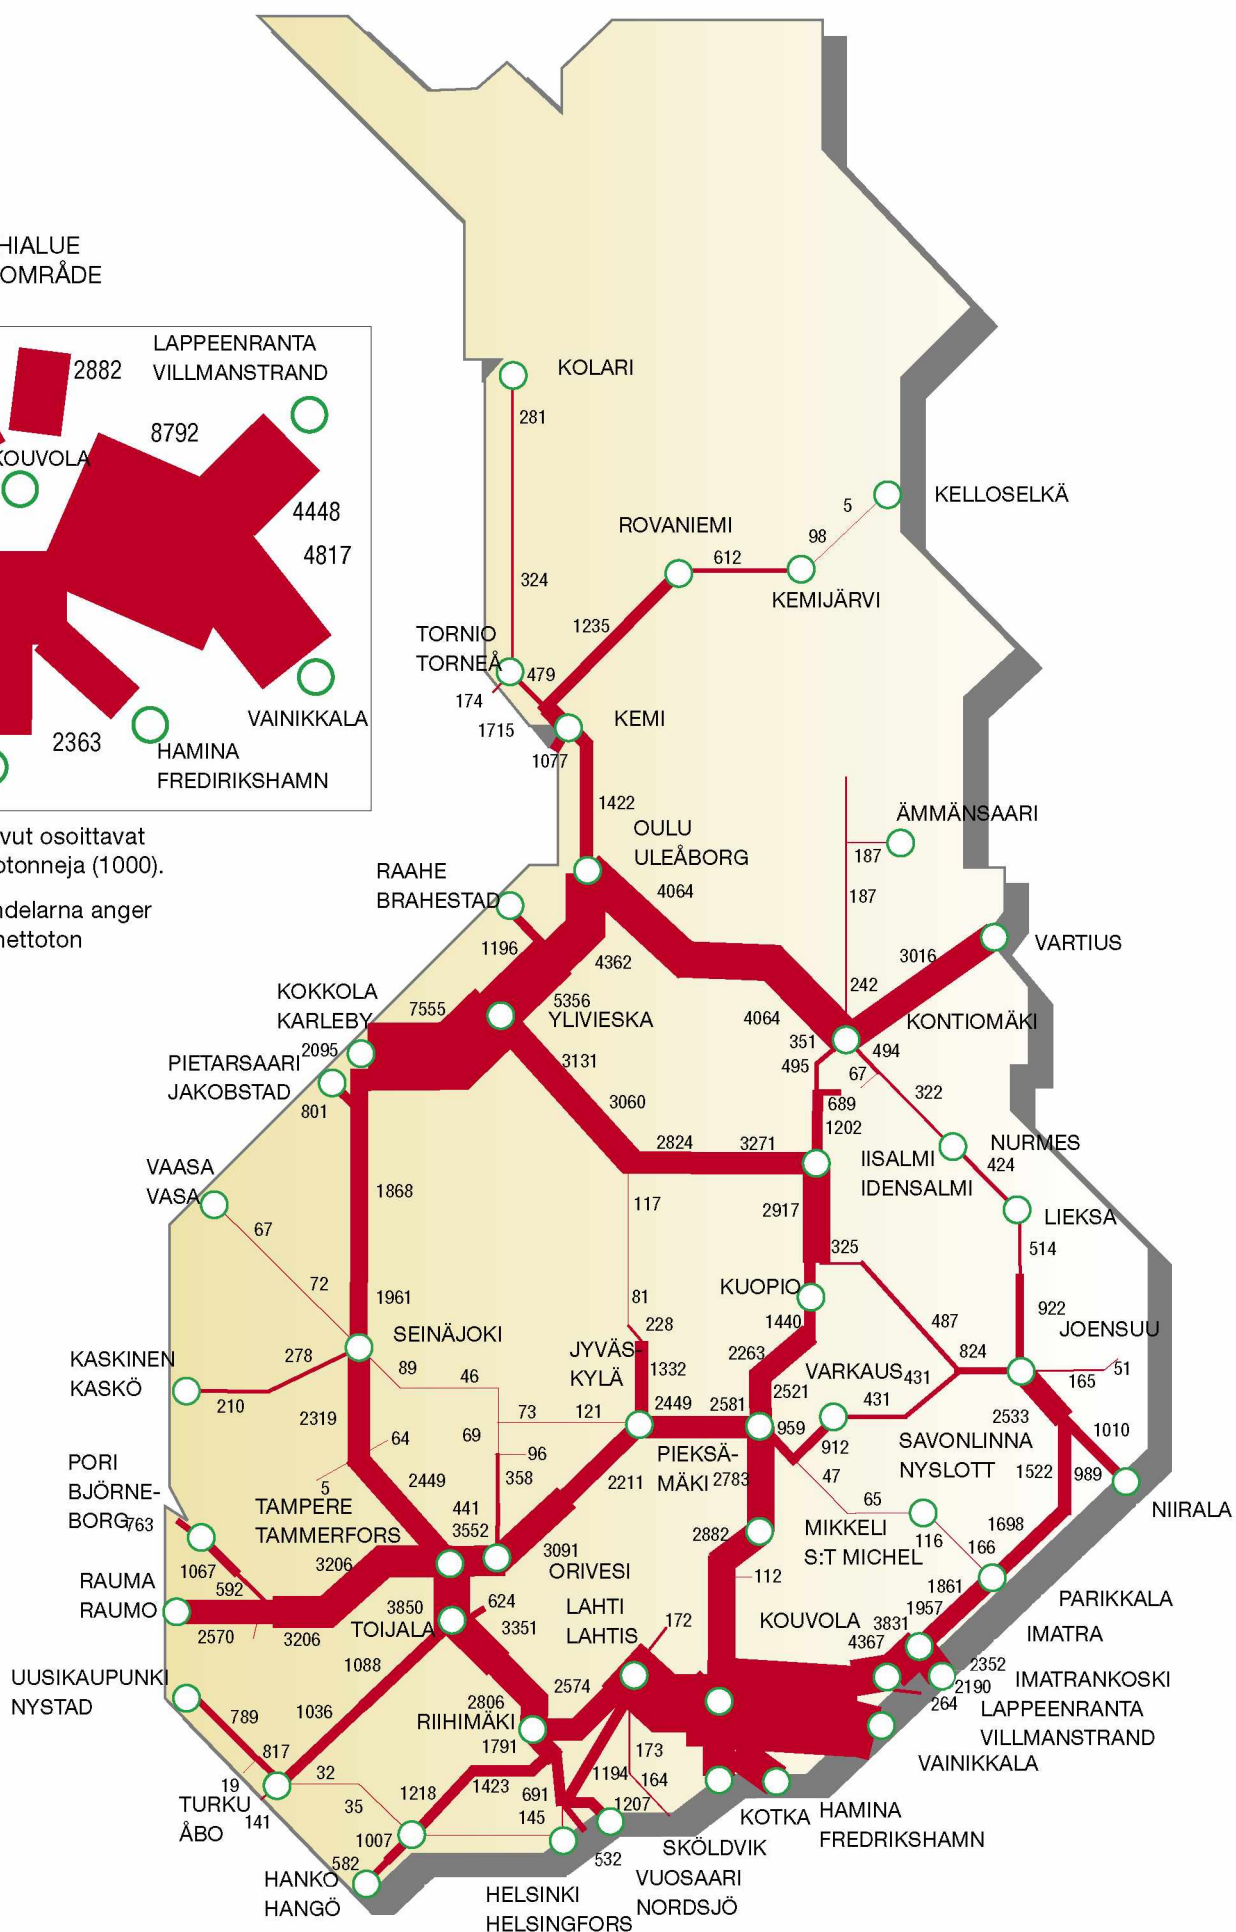 HIALUE
OMRÅDE
2882
LAPPEENRANTA
VILLMANSTRAND
8792
KOUVOLA
4448
4817
VAINIKKALA
2363
HAMINA
FREDIRIKSHAMN
vut osoittavat
otonneja (1000).
ndelarna anger
nettoton
KOLARI
281
324
KELLOSELKÄ
5
98
ROVANIEMI
612
KEMIJÄRVI
1235
TORNIO
TORNEÅ
479
174
1715
KEMI
1077
1422
OULU
ULEÅBORG
4064
ÄMMÄNSAARI
187
187
RAAHE
BRAHESTAD
1196
4362
3016
VARTIUS
242
KOKKOLA
KARLEBY
7555
5356
YLIVIESKA
4064
KONTIOMÄKI
2095
351
494
PIETARSAARI
JAKOBSTAD
3131
495
67
801
3060
689
322
1202
2824
3271
NURMES
IISALMI
IDENSALMI
424
VAASA
VASA
1868
117
2917
LIEKSA
67
325
514
72
1961
81
KUOPIO
922
SEINÄJOKI
228
1440
487
JOENSUU
KASKINEN
KASKÖ
278
89
46
JYVÄS-
KYLÄ
1332
2263
824
VARKAUS
431
165
51
210
2319
73
121
2449
2581
2521
431
2533
64
69
959
912
1010
PORI
BJÖRNE-
BORG
763
5
2449
96
358
2211
PIEKSÄ-
MÄKI
2783
47
SAVONLINNA
NYSLOTT
1522
989
TAMPERE
TAMMERFORS
441
3552
65
NIIRALA
2882
MIKKELI
S:T MICHEL
116
1698
166
1067
592
3206
3091
ORIVESI
112
RAUMA
RAUMO
1861
PARIKKALA
2570
3206
3850
624
TOIJALA
3351
LAHTI
LAHTIS
172
KOUVOLA
1957
3831
4367
IMATRA
1088
2352
UUSIKAUPUNKI
NYSTAD
2574
2190
IMATRANKOSKI
264
789
1036
2806
RIIHIMÄKI
LAPPEENRANTA
VILLMANSTRAND
817
1791
173
VAINIKKALA
19
32
1423
1194
164
TURKU
ÅBO
141
35
1218
691
145
1207
KOTKA
HAMINA
FREDRIKSHAMN
1007
582
532
SKÖLDVIK
HANKO
HANGÖ
VUOSAARI
NORDSJÖ
HELSINKI
HELSINGFORS